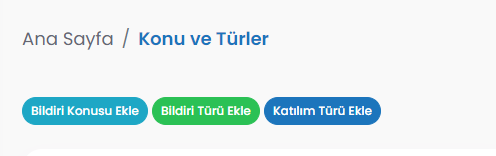 Ana Sayfa / Konu ve Türler
Bildiri Konusu Ekle Bildiri Türü Ekle Katılım Türü Ekle